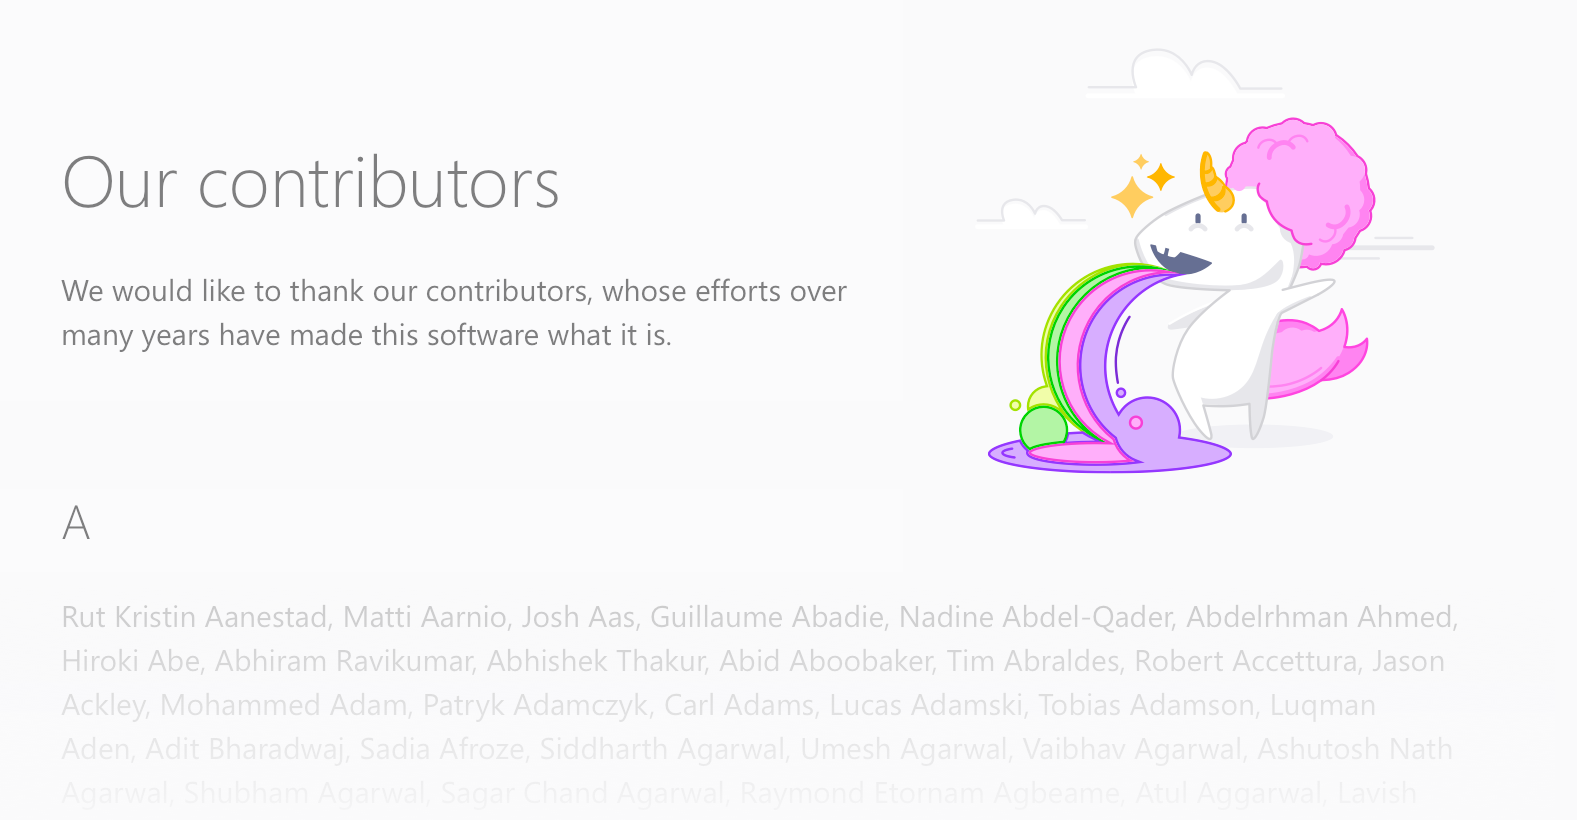 Our contributors
We would like to thank our contributors, whose efforts over
many years have made this software what it is.
A
Rut Kristin Aanestad, Matti Aarnio, Josh Aas, Guillaume Abadie, Nadine Abdel-Qader, Abdelrhman Ahmed,
Hiroki Abe, Abhiram Ravikumar, Abhishek Thakur, Abid Aboobaker, Tim Abraldes, Robert Accettura, Jason
Ackley, Mohammed Adam, Patryk Adamczyk, Carl Adams, Lucas Adamski, Tobias Adamson, Luqman
Aden, Adit Bharadwaj, Sadia Afroze, Siddharth Agarwal, Umesh Agarwal, Vaibhav Agarwal, Ashutosh Nath
Agarwal, Shubham Agarwal, Sagar Chand Agarwal, Raymond Etornam Agbeame, Atul Aggarwal, Lavish